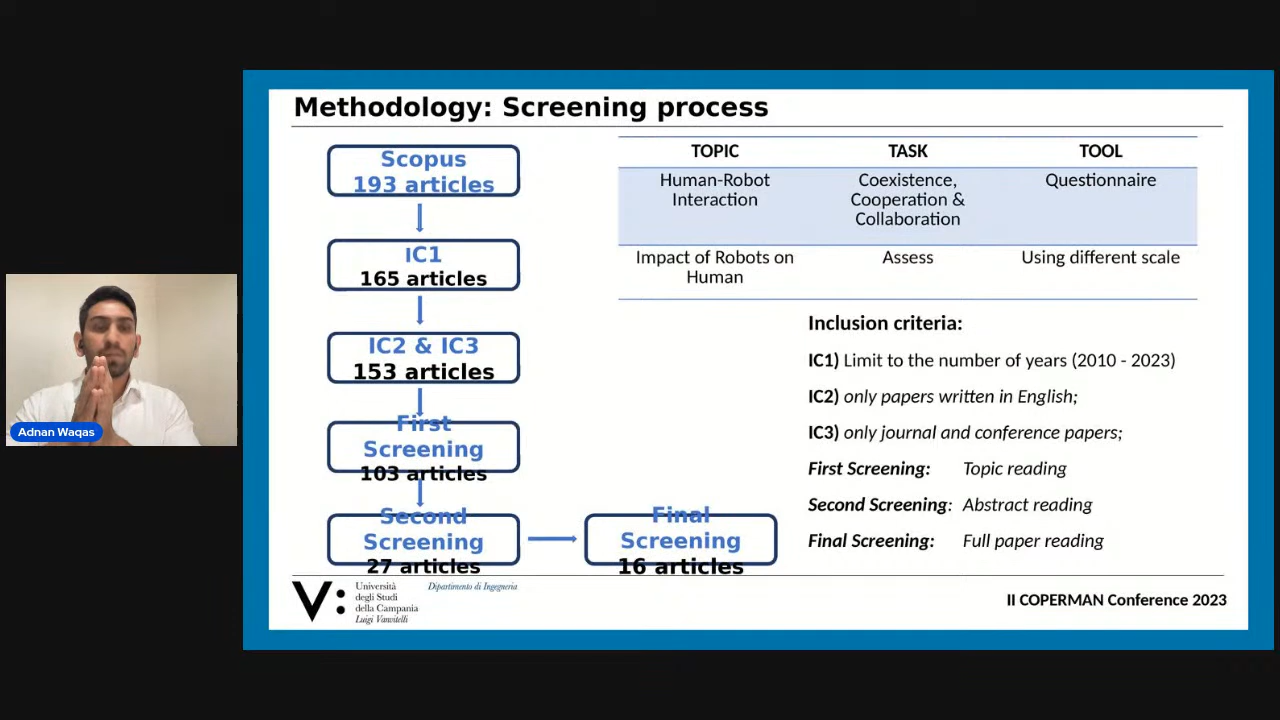 Methodology: Screening process
Scopus
193 articles
IC1
165 articles
IC2 & IC3
153 articles
First
Screening
103 articles
Second
Screening
27 articles
Final
Screening
16 articles
TOPIC TASK TOOL
Human-Robot
Interaction
Coexistence,
Cooperation &
Collaboration
Questionnaire
Impact of Robots on
Human
Assess
Using different scale
Inclusion criteria:
IC1) Limit to the number of years (2010 - 2023)
IC2) only papers written in English;
IC3) only journal and conference papers;
First Screening: Topic reading
Second Screening: Abstract reading
Final Screening: Full paper reading
Adnan Waqas
V:
Università
degli Studi
della Campania
Luigi Vanvitelli
Dipartimento di Ingegneria
II COPERMAN Conference 2023